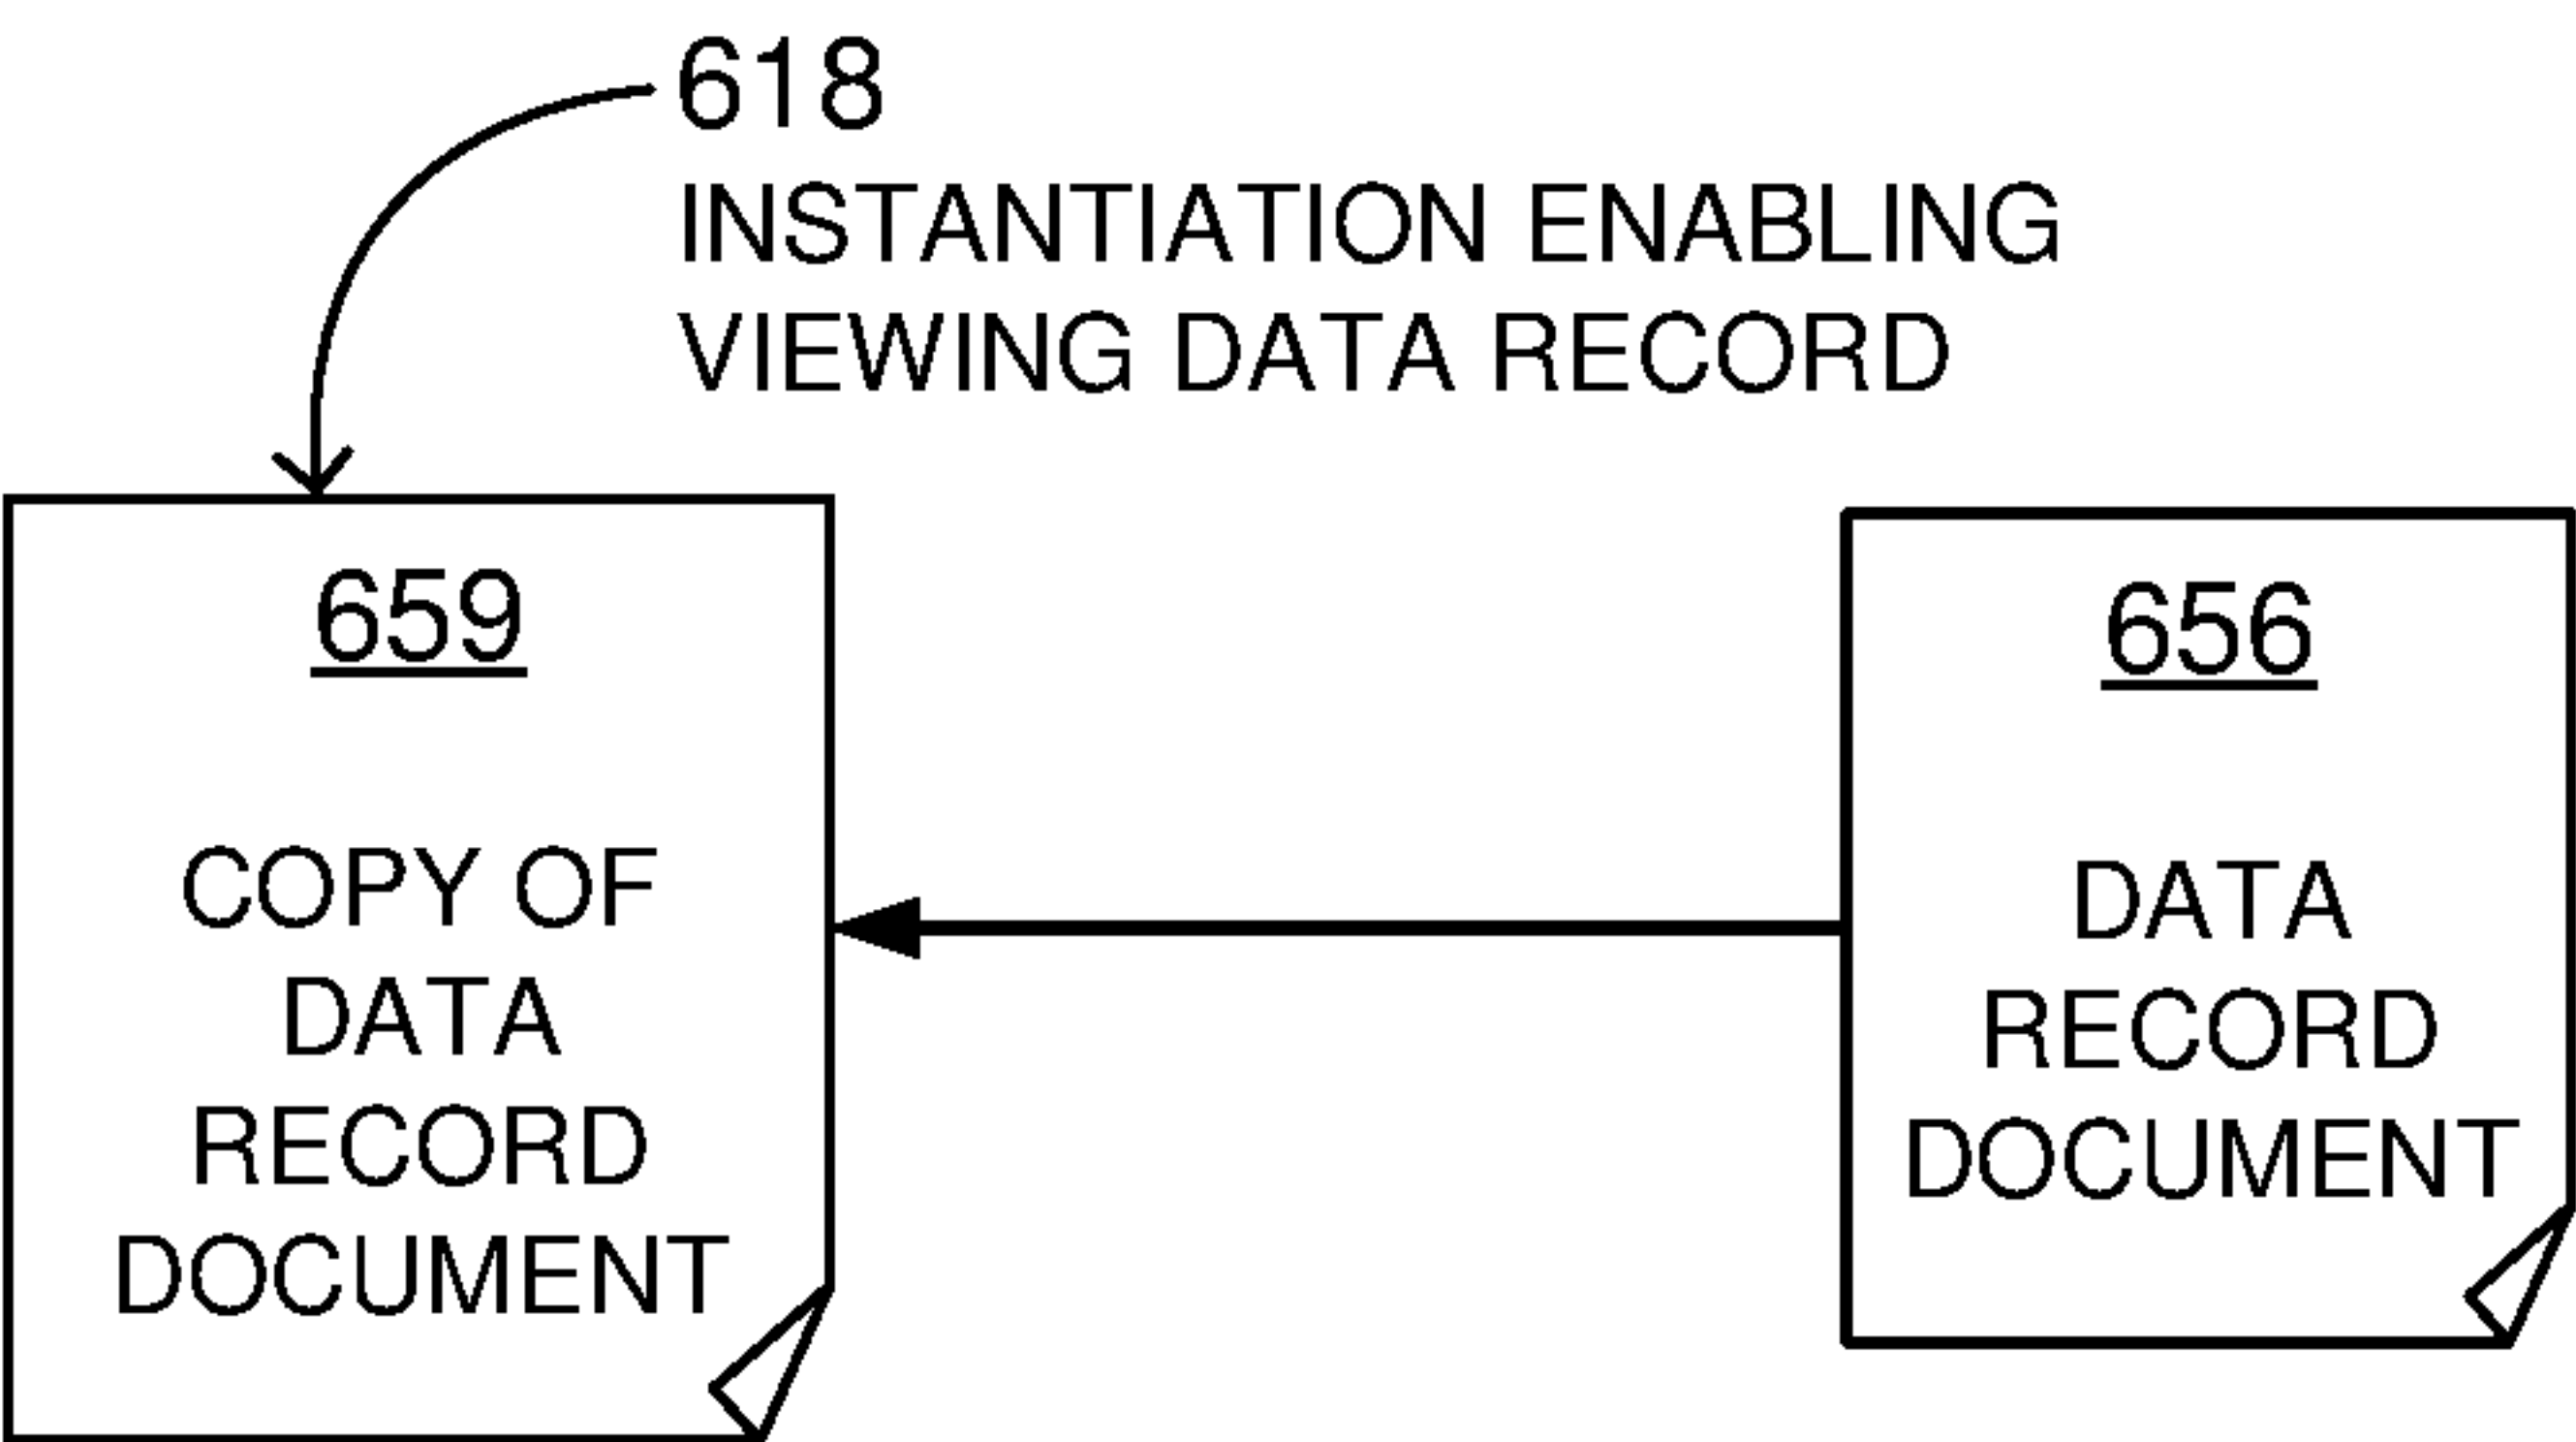 618
INSTANTIATION ENABLING
VIEWING DATA RECORD
659
COPY OF
DATA
RECORD
DOCUMENT
656
DATA
RECORD
DOCUMENT